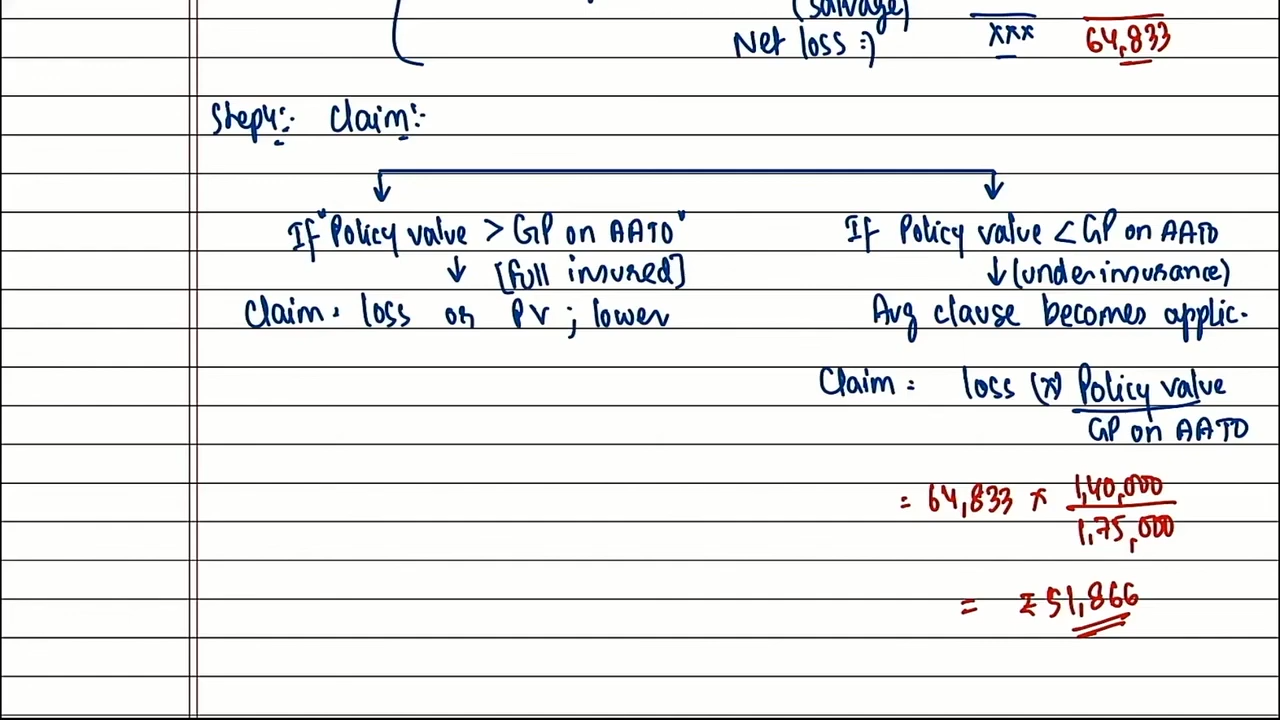 (salvage)
Net loss :) *** 64,833
Step4:- Claim:-
If "Policy value > GP on AATO" If Policy value < GP on AATO
[full insured] (underinsurance)
Claim = loss or PV ; lower Avg clause becomes applic.
Claim = loss (x) Policy value
GP on AATO
= 64,833 × 1,40,000
1,75,000
= ₹ 51,866